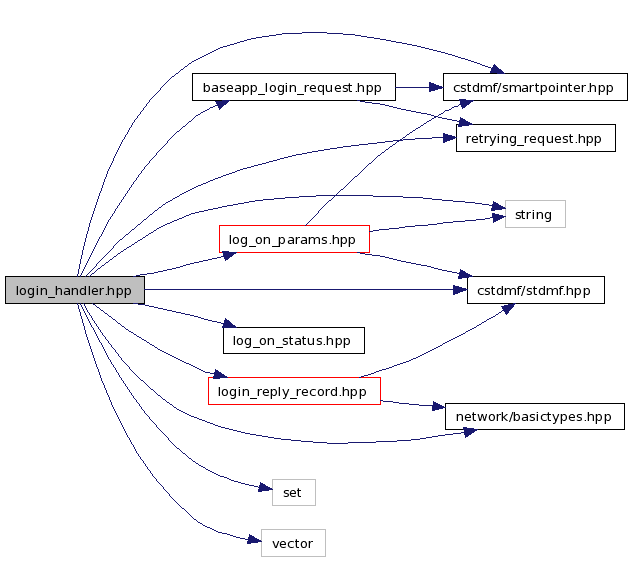 baseapp_login_request.hpp
cstdmf/smartpointer.hpp
retrying_request.hpp
string
log_on_params.hpp
login_handler.hpp
cstdmf/stdmf.hpp
log_on_status.hpp
login_reply_record.hpp
network/basictypes.hpp
set
vector